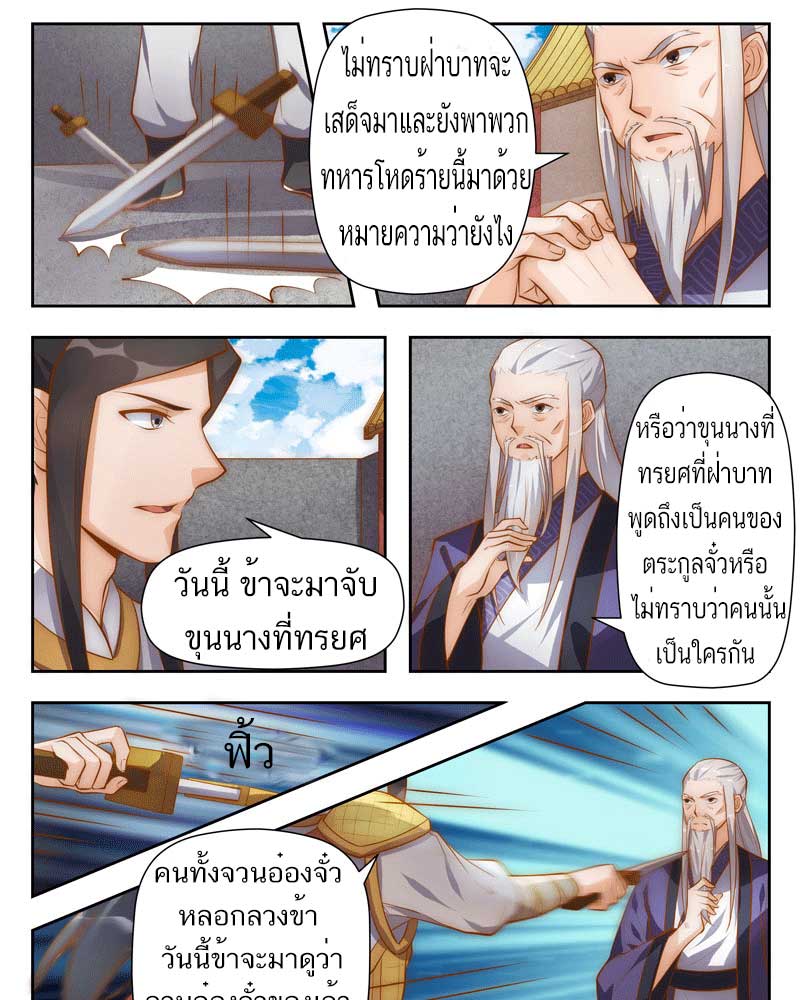 ไม่ทราบฝ่าบาทจะ
เสด็จมาและยังพาพวก
ทหารโหดร้ายนี้มาด้วย
หมายความว่ายังไง
วันนี้ ข้าจะมาจับ
ขุนนางที่ทรยศ
หรือว่าขุนนางที่
ทรยศที่ฝ่าบาท
พูดถึงเป็นคนของ
ตระกูลจั๋วหรือ
ไม่ทราบว่าคนนั้น
เป็นใครกัน
ฟิ้ว
คนทั้งจวนอ๋องจั๋ว
หลอกลวงข้า
วันนี้ข้าจะมาดูว่า